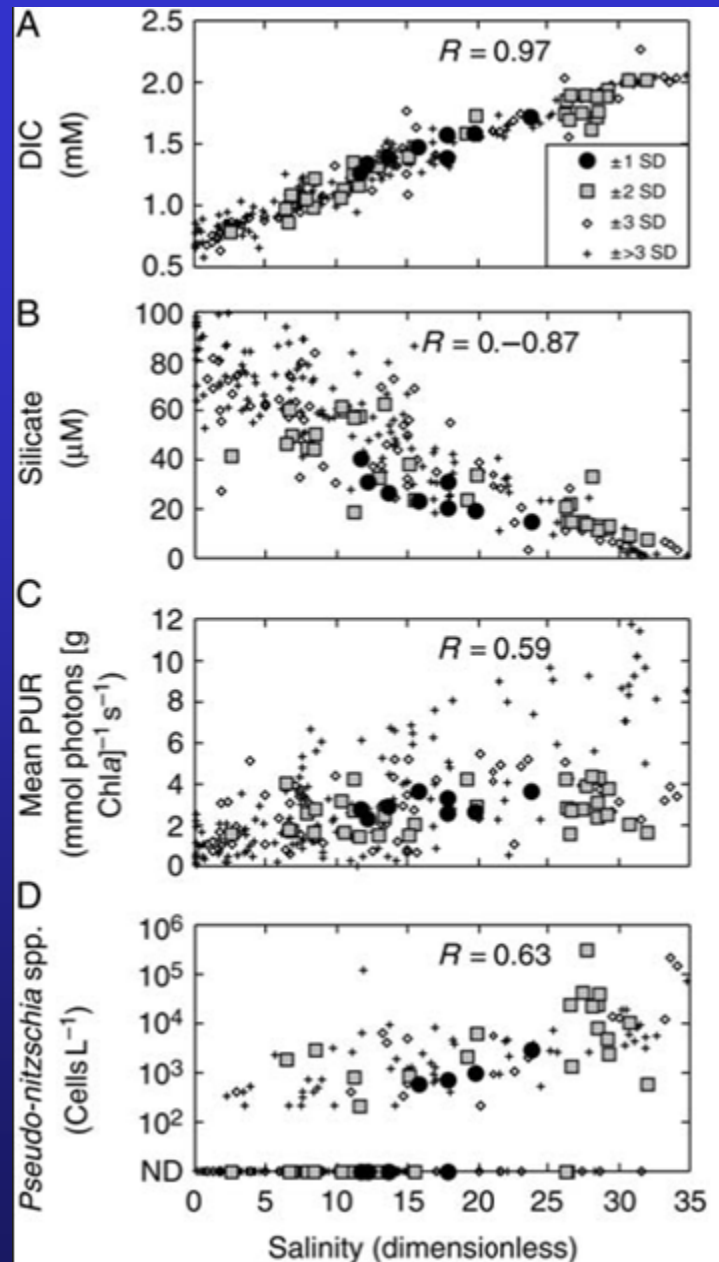 A
DIC
(mM)
2.5
2.0
1.5
1.0
0.5
R = 0.97
±1 SD
±2 SD
±3 SD
±>3 SD
B
Silicate
(μM)
100
80
60
40
20
0
R = 0.−0.87
C
Mean PUR
(mmol photons [g
Chla]⁻¹ s⁻¹)
12
10
8
6
4
2
0
R = 0.59
D
Pseudo-nitzschia spp.
(Cells L⁻¹)
10⁶
10⁵
10⁴
10³
10²
ND
R = 0.63
0 5 10 15 20 25 30 35
Salinity (dimensionless)